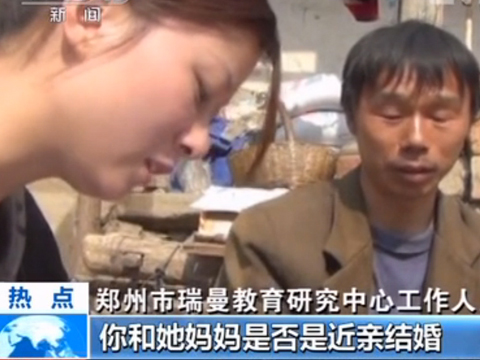 新闻
热点
郑州市瑞曼教育研究中心工作人
你和她妈妈是否是近亲结婚